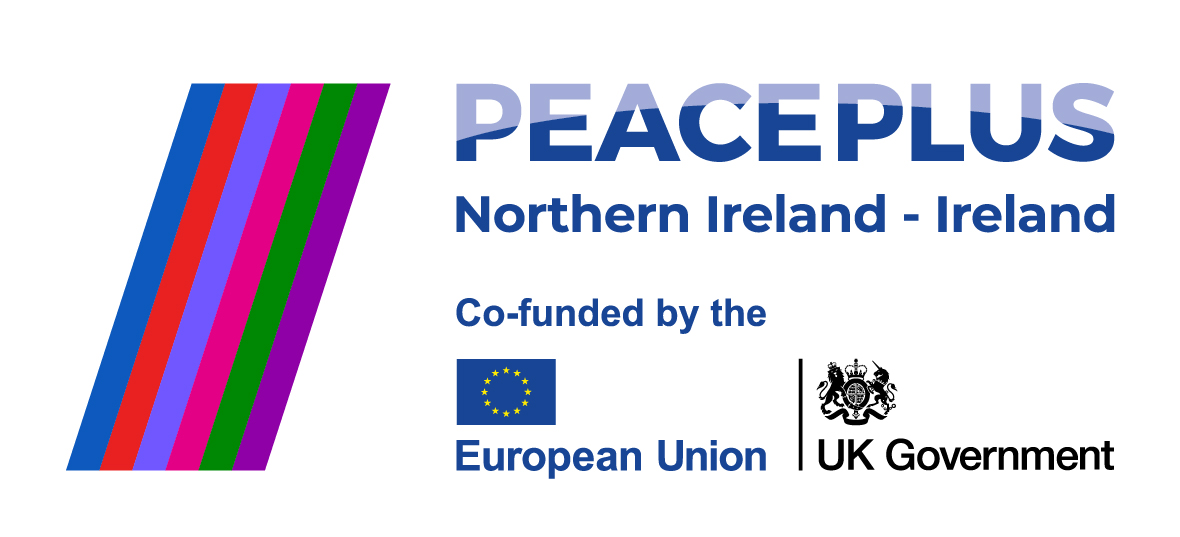 PEACEPLUS
Northern Ireland - Ireland
Co-funded by the
European Union
UK Government